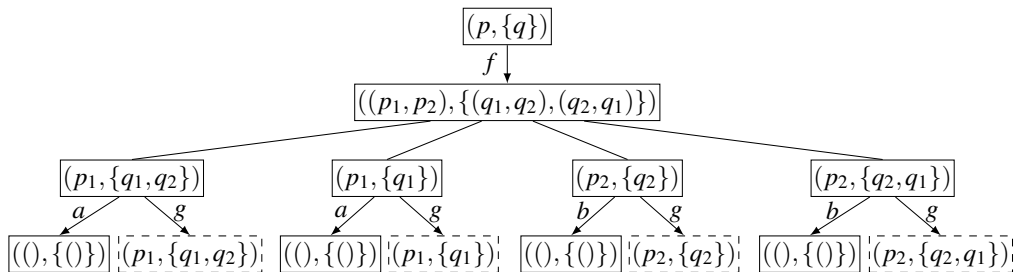 (p,{q})
f
((p₁,p₂),{(q₁,q₂),(q₂,q₁)})
(p₁,{q₁,q₂}) (p₁,{q₁}) (p₂,{q₂}) (p₂,{q₂,q₁})
a g a g b g b g
((),{()}) (p₁,{q₁,q₂}) ((),{()}) (p₁,{q₁}) ((),{()}) (p₂,{q₂}) ((),{()}) (p₂,{q₂,q₁})